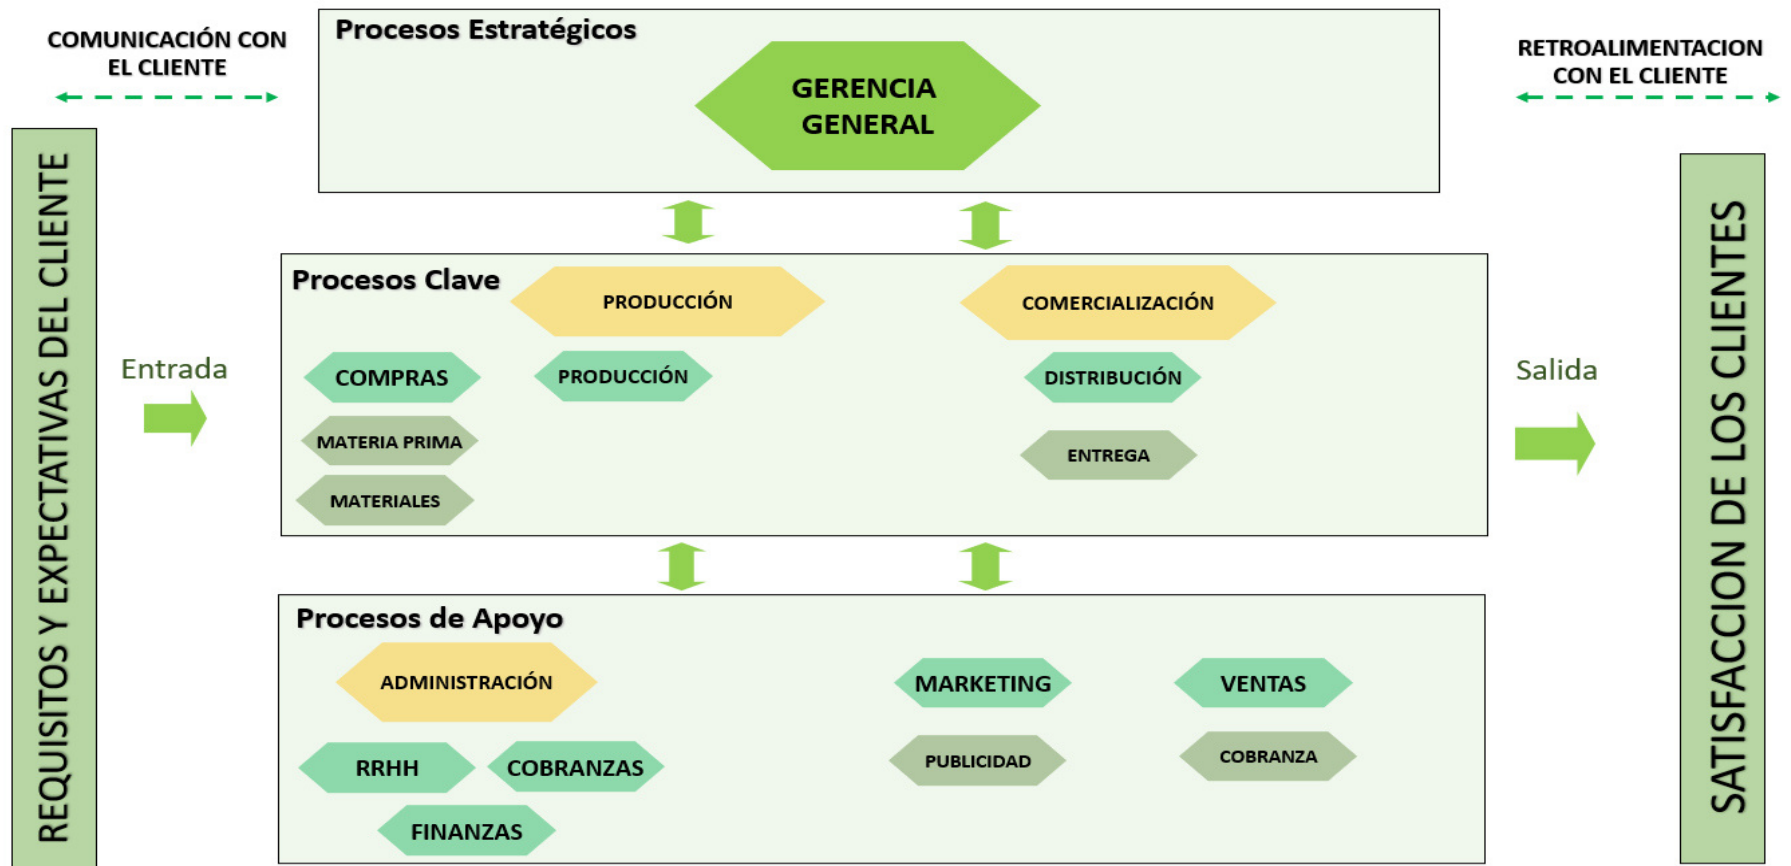 COMUNICACIÓN CON
EL CLIENTE
Procesos Estratégicos
GERENCIA
GENERAL
RETROALIMENTACION
CON EL CLIENTE
REQUISITOS Y EXPECTATIVAS DEL CLIENTE
Entrada
Procesos Clave
PRODUCCIÓN
COMERCIALIZACIÓN
COMPRAS
PRODUCCIÓN
DISTRIBUCIÓN
MATERIA PRIMA
ENTREGA
MATERIALES
Salida
SATISFACCION DE LOS CLIENTES
Procesos de Apoyo
ADMINISTRACIÓN
MARKETING
VENTAS
RRHH
COBRANZAS
PUBLICIDAD
COBRANZA
FINANZAS